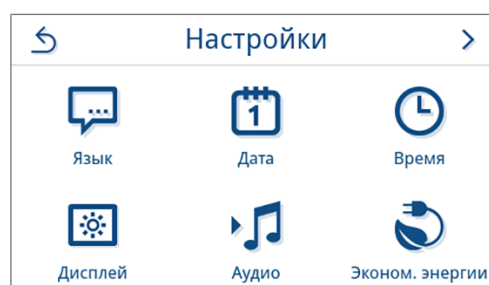 Настройки
...
1
Язык Дата Время
Дисплей Аудио Эконом. энергии